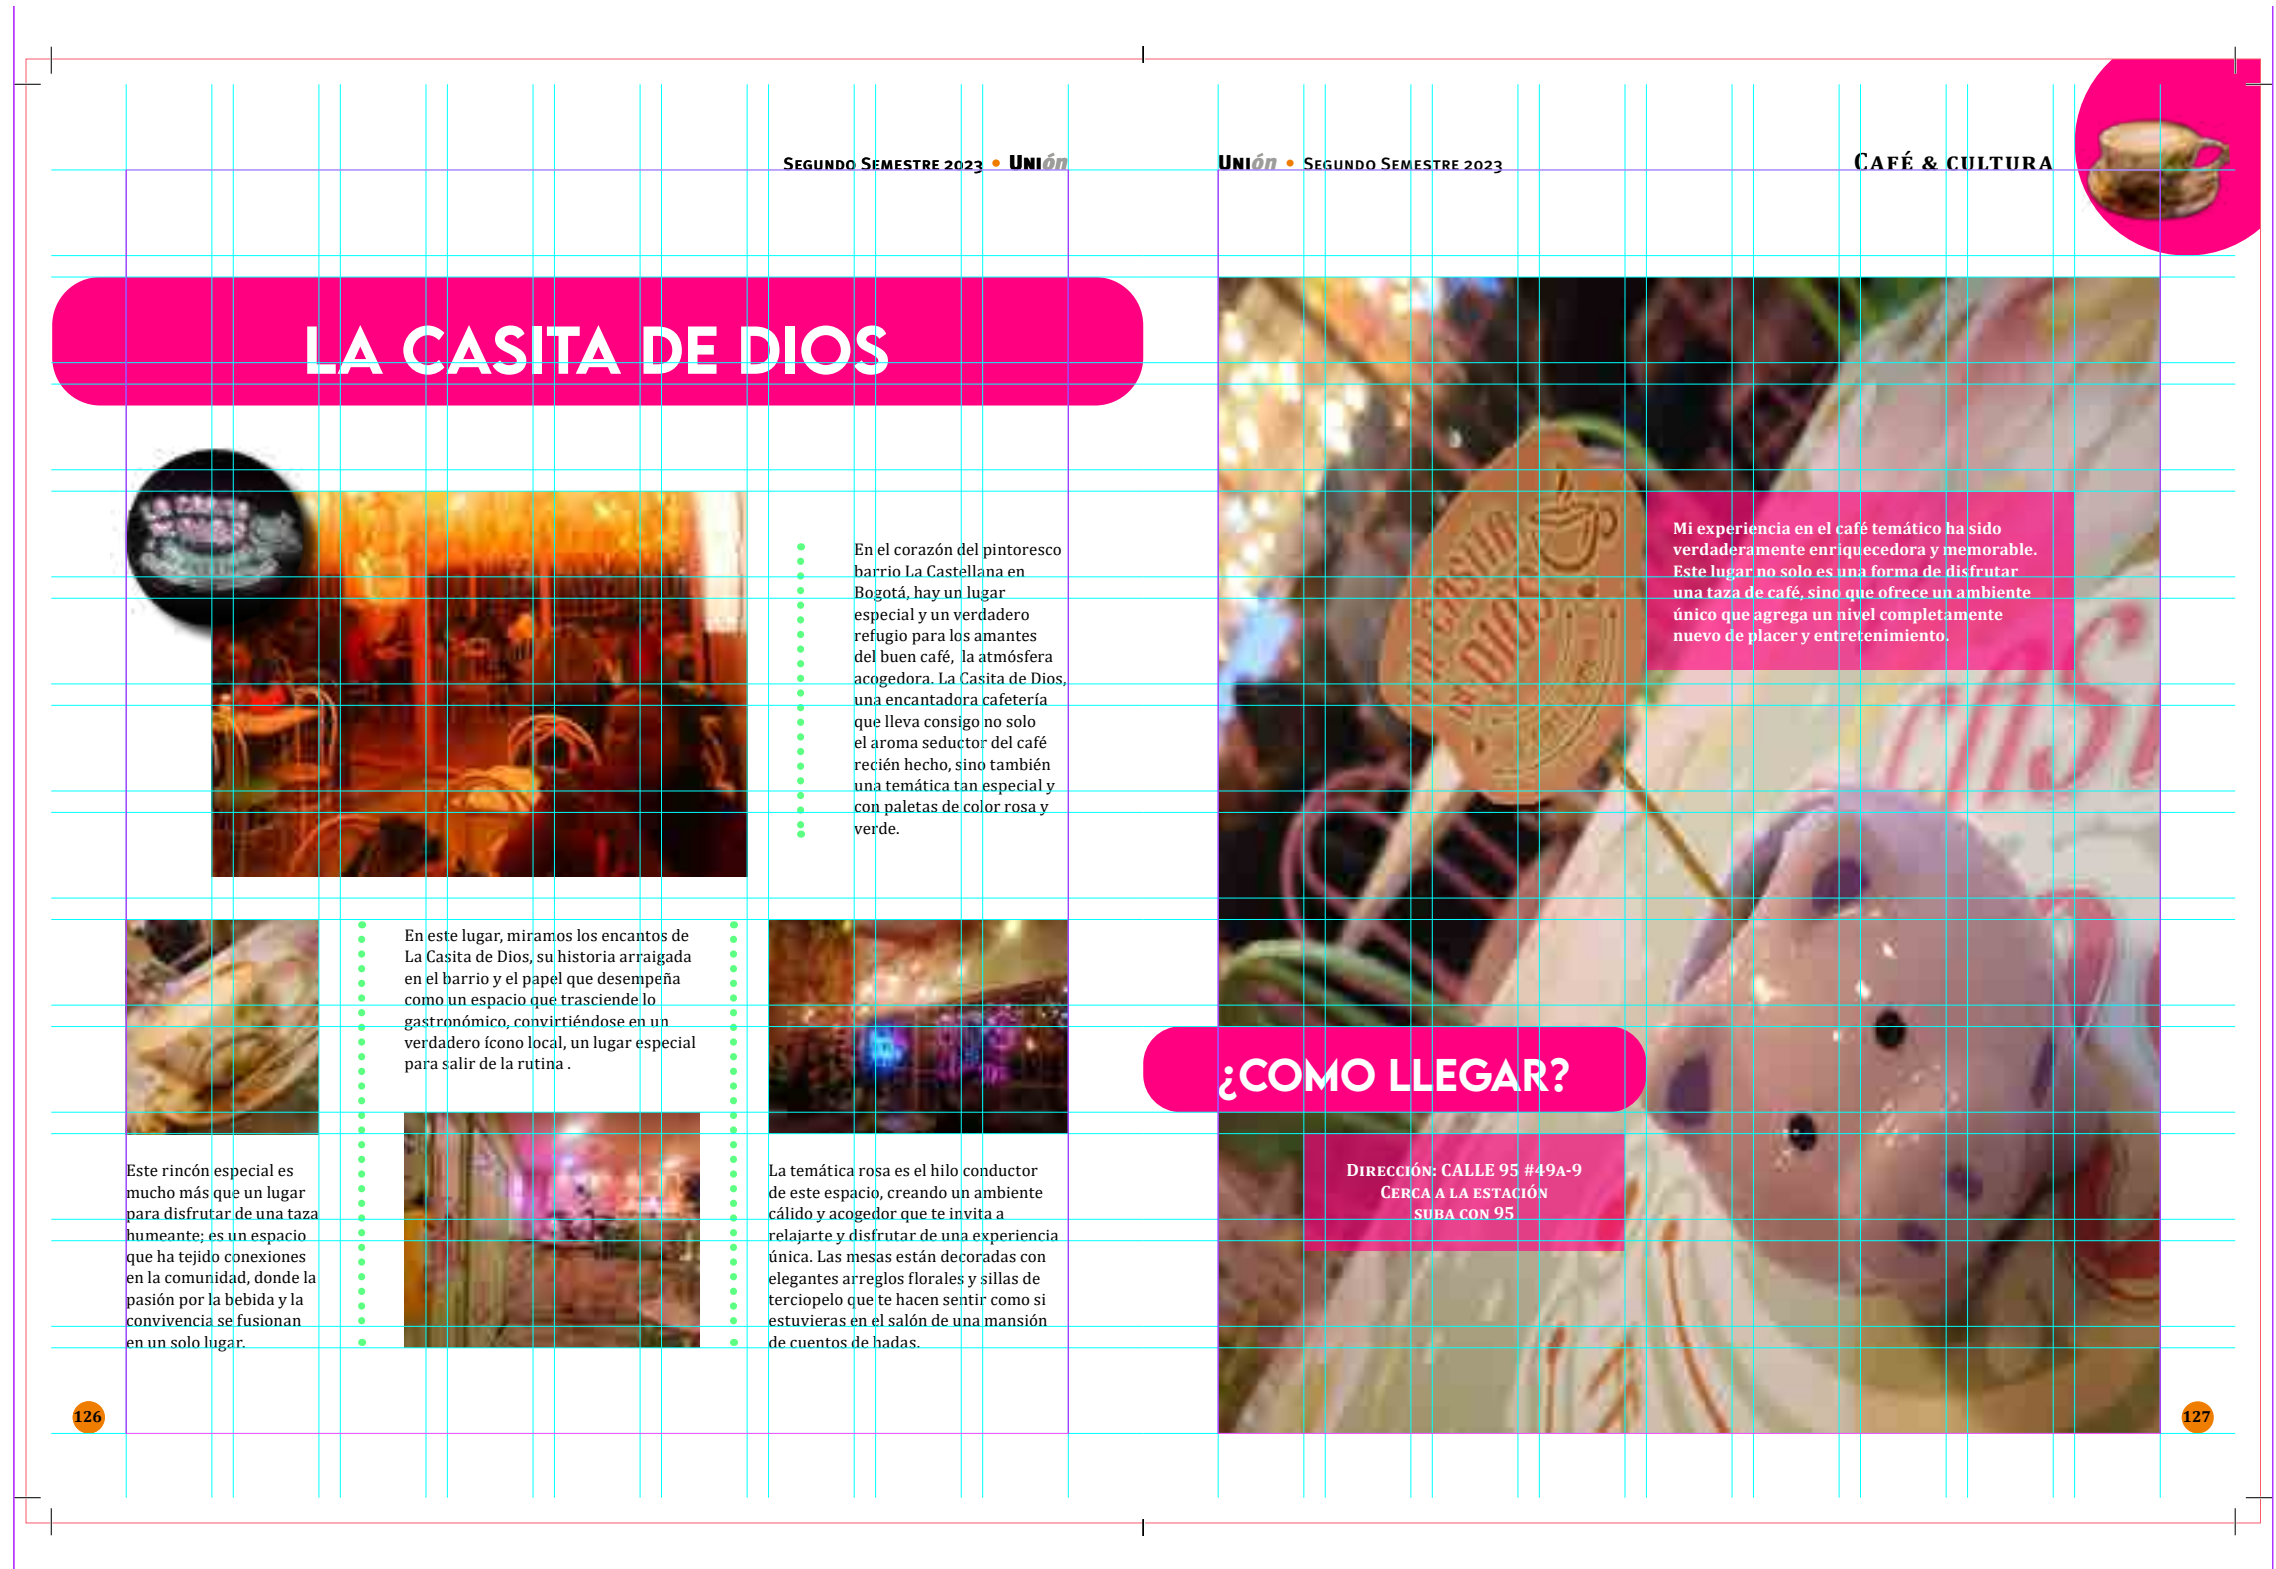 Segundo Semestre 2023 • Unión
Unión • Segundo Semestre 2023
Café & cultura
LA CASITA DE DIOS
En el corazón del pintoresco
barrio La Castellana en
Bogotá, hay un lugar
especial y un verdadero
refugio para los amantes
del buen café,  la atmósfera
acogedora. La Casita de Dios,
una encantadora cafetería
que lleva consigo no solo
el aroma seductor del café
recién hecho, sino también
una temática tan especial y
con paletas de color rosa y
verde.
En este lugar, miramos los encantos de
La Casita de Dios, su historia arraigada
en el barrio y el papel que desempeña
como un espacio que trasciende lo
gastronómico, convirtiéndose en un
verdadero ícono local, un lugar especial
para salir de la rutina .
Este rincón especial es
mucho más que un lugar
para disfrutar de una taza
humeante; es un espacio
que ha tejido conexiones
en la comunidad, donde la
pasión por la bebida y la
convivencia se fusionan
en un solo lugar.
La temática rosa es el hilo conductor
de este espacio, creando un ambiente
cálido y acogedor que te invita a
relajarte y disfrutar de una experiencia
única. Las mesas están decoradas con
elegantes arreglos florales y sillas de
terciopelo que te hacen sentir como si
estuvieras en el salón de una mansión
de cuentos de hadas.
126
LA CASITA
DE DIOS
Mi experiencia en el café temático ha sido
verdaderamente enriquecedora y memorable.
Este lugar no solo es una forma de disfrutar
una taza de café, sino que ofrece un ambiente
único que agrega un nivel completamente
nuevo de placer y entretenimiento.
¿COMO LLEGAR?
Dirección: CALLE 95 #49a-9
Cerca a la estación
suba con 95
127